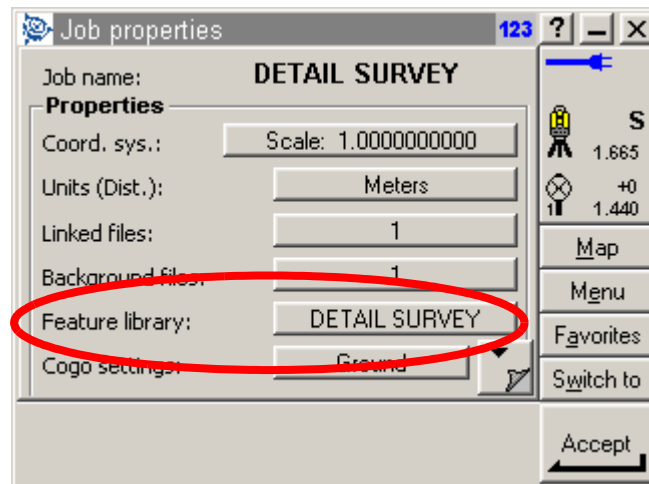 Job properties 123 ?
Job name: DETAIL SURVEY
Properties
Coord. sys.: Scale: 1.0000000000
Units (Dist.): Meters
Linked files: 1
Background files: 1
Feature library: DETAIL SURVEY
Cogo settings: Ground
S
1.665
+0
1 1.440
Map
Menu
Favorites
Switch to
Accept